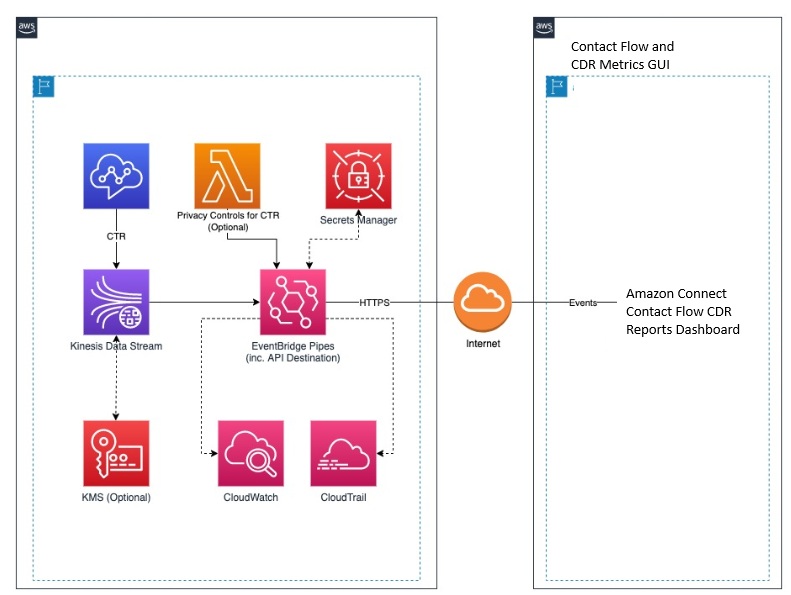 aws
aws
Contact Flow and
CDR Metrics GUI
Privacy Controls for CTR
(Optional)
Secrets Manager
CTR
HTTPS
Events
Amazon Connect
Contact Flow CDR
Reports Dashboard
Kinesis Data Stream
EventBridge Pipes
(inc. API Destination)
Internet
KMS (Optional)
CloudWatch
CloudTrail